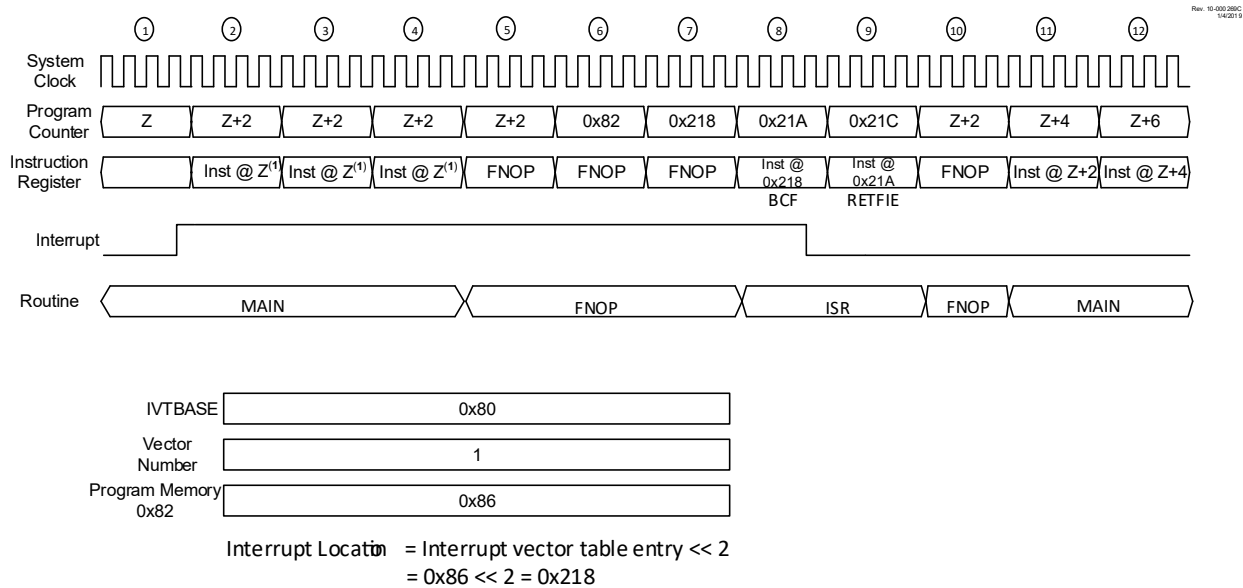 Rev. 10-000 269C
1/4/201 9
1 2 3 4 5 6 7 8 9 10 11 12
System
Clock
Program
Counter
Z Z+2 Z+2 Z+2 Z+2 0x82 0x218 0x21A 0x21C Z+2 Z+4 Z+6
Instruction
Register
Inst @ Z(1) Inst @ Z(1) Inst @ Z(1) FNOP FNOP FNOP Inst @ 0x218 Inst @ 0x21A FNOP Inst @ Z+2 Inst @ Z+4
BCF RETFIE
Interrupt
Routine MAIN FNOP ISR FNOP MAIN
IVTBASE 0x80
Vector
Number
1
Program Memory
0x82
0x86
Interrupt Location = Interrupt vector table entry << 2
= 0x86 << 2 = 0x218